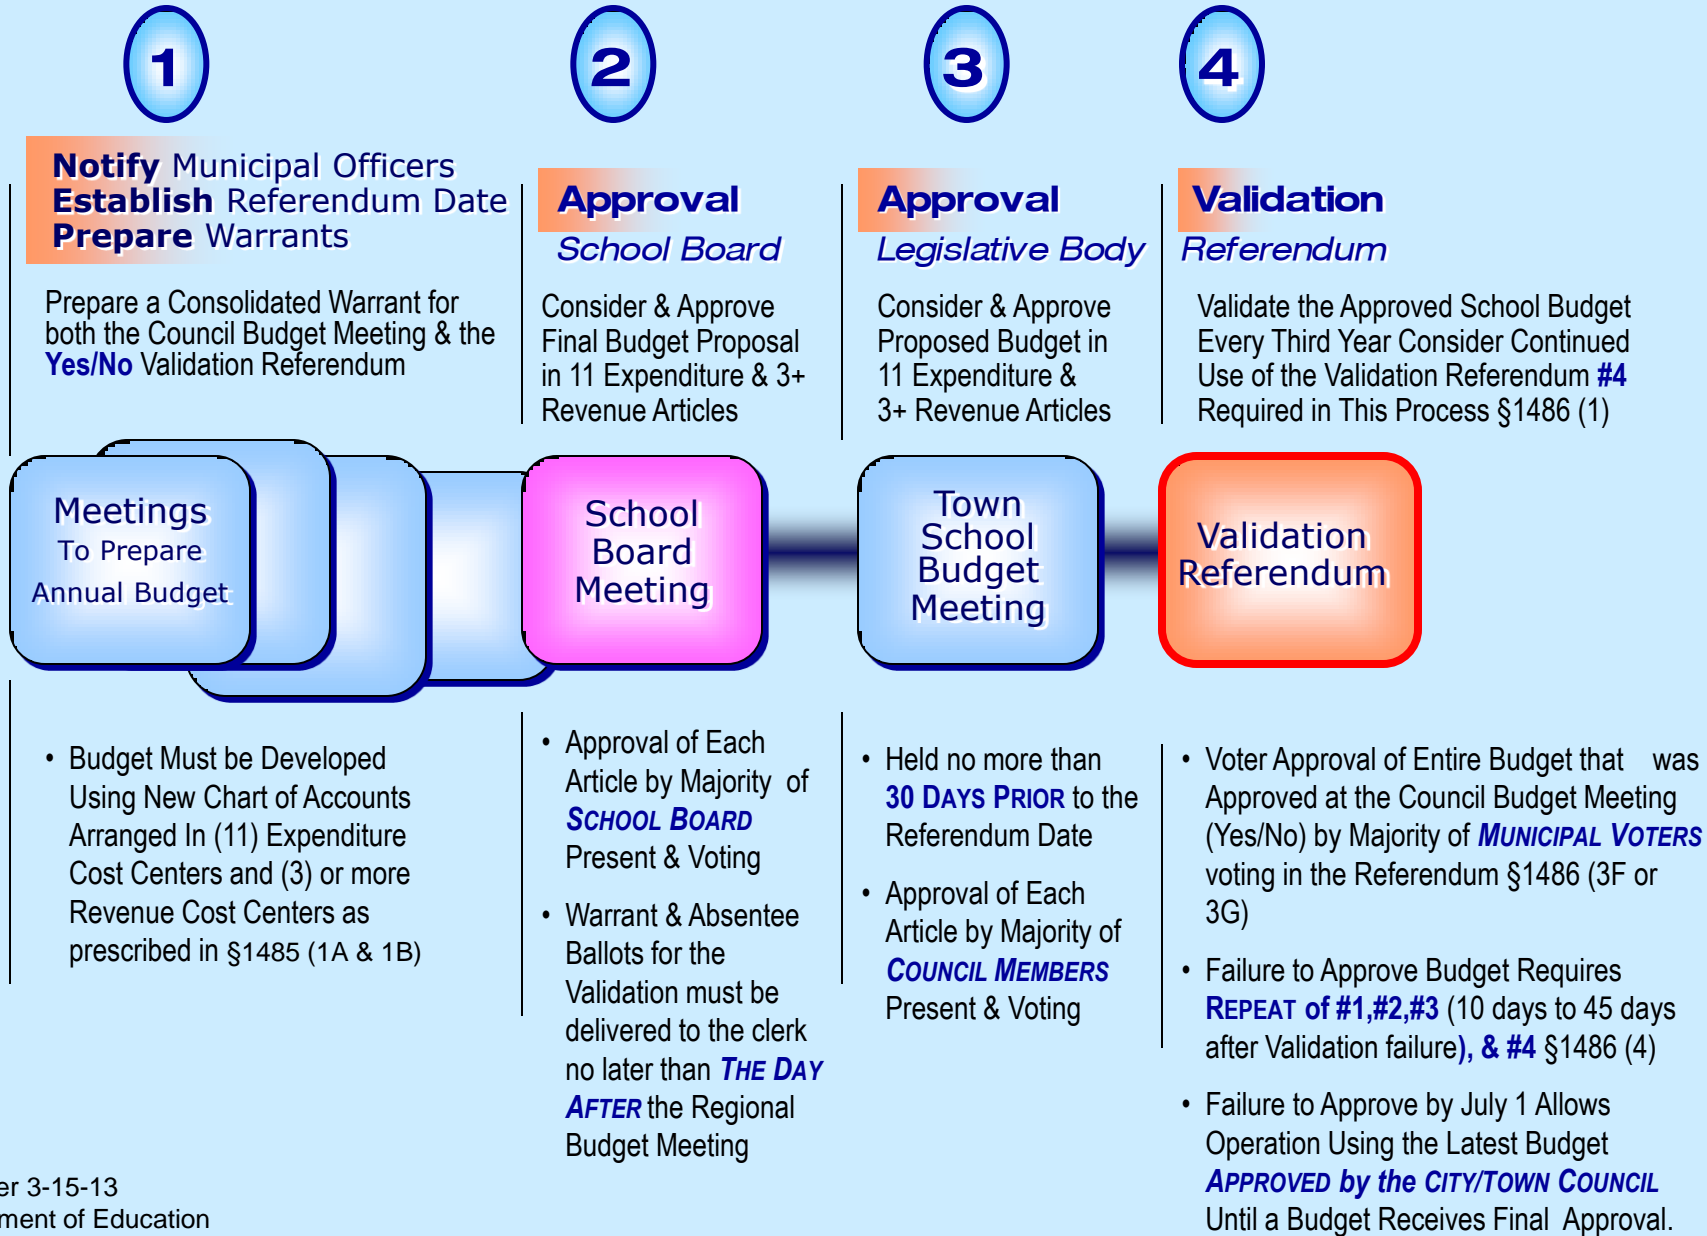 1
Notify Municipal Officers
Establish Referendum Date
Prepare Warrants
Prepare a Consolidated Warrant for
both the Council Budget Meeting & the
Yes/No Validation Referendum
Meetings
To Prepare
Annual Budget
• Budget Must be Developed
Using New Chart of Accounts
Arranged In (11) Expenditure
Cost Centers and (3) or more
Revenue Cost Centers as
prescribed in §1485 (1A & 1B)
2
Approval
School Board
Consider & Approve
Final Budget Proposal
in 11 Expenditure & 3+
Revenue Articles
School
Board
Meeting
• Approval of Each
Article by Majority of
SCHOOL BOARD
Present & Voting
• Warrant & Absentee
Ballots for the
Validation must be
delivered to the clerk
no later than THE DAY
AFTER the Regional
Budget Meeting
3
Approval
Legislative Body
Consider & Approve
Proposed Budget in
11 Expenditure &
3+ Revenue Articles
Town
School
Budget
Meeting
• Held no more than
30 DAYS PRIOR to the
Referendum Date
• Approval of Each
Article by Majority of
COUNCIL MEMBERS
Present & Voting
4
Validation
Referendum
Validate the Approved School Budget
Every Third Year Consider Continued
Use of the Validation Referendum #4
Required in This Process §1486 (1)
Validation
Referendum
• Voter Approval of Entire Budget that was
Approved at the Council Budget Meeting
(Yes/No) by Majority of MUNICIPAL VOTERS
voting in the Referendum §1486 (3F or
3G)
• Failure to Approve Budget Requires
REPEAT of #1,#2,#3 (10 days to 45 days
after Validation failure), & #4 §1486 (4)
• Failure to Approve by July 1 Allows
Operation Using the Latest Budget
APPROVED by the CITY/TOWN COUNCIL
Until a Budget Receives Final Approval.
er 3-15-13
ment of Education